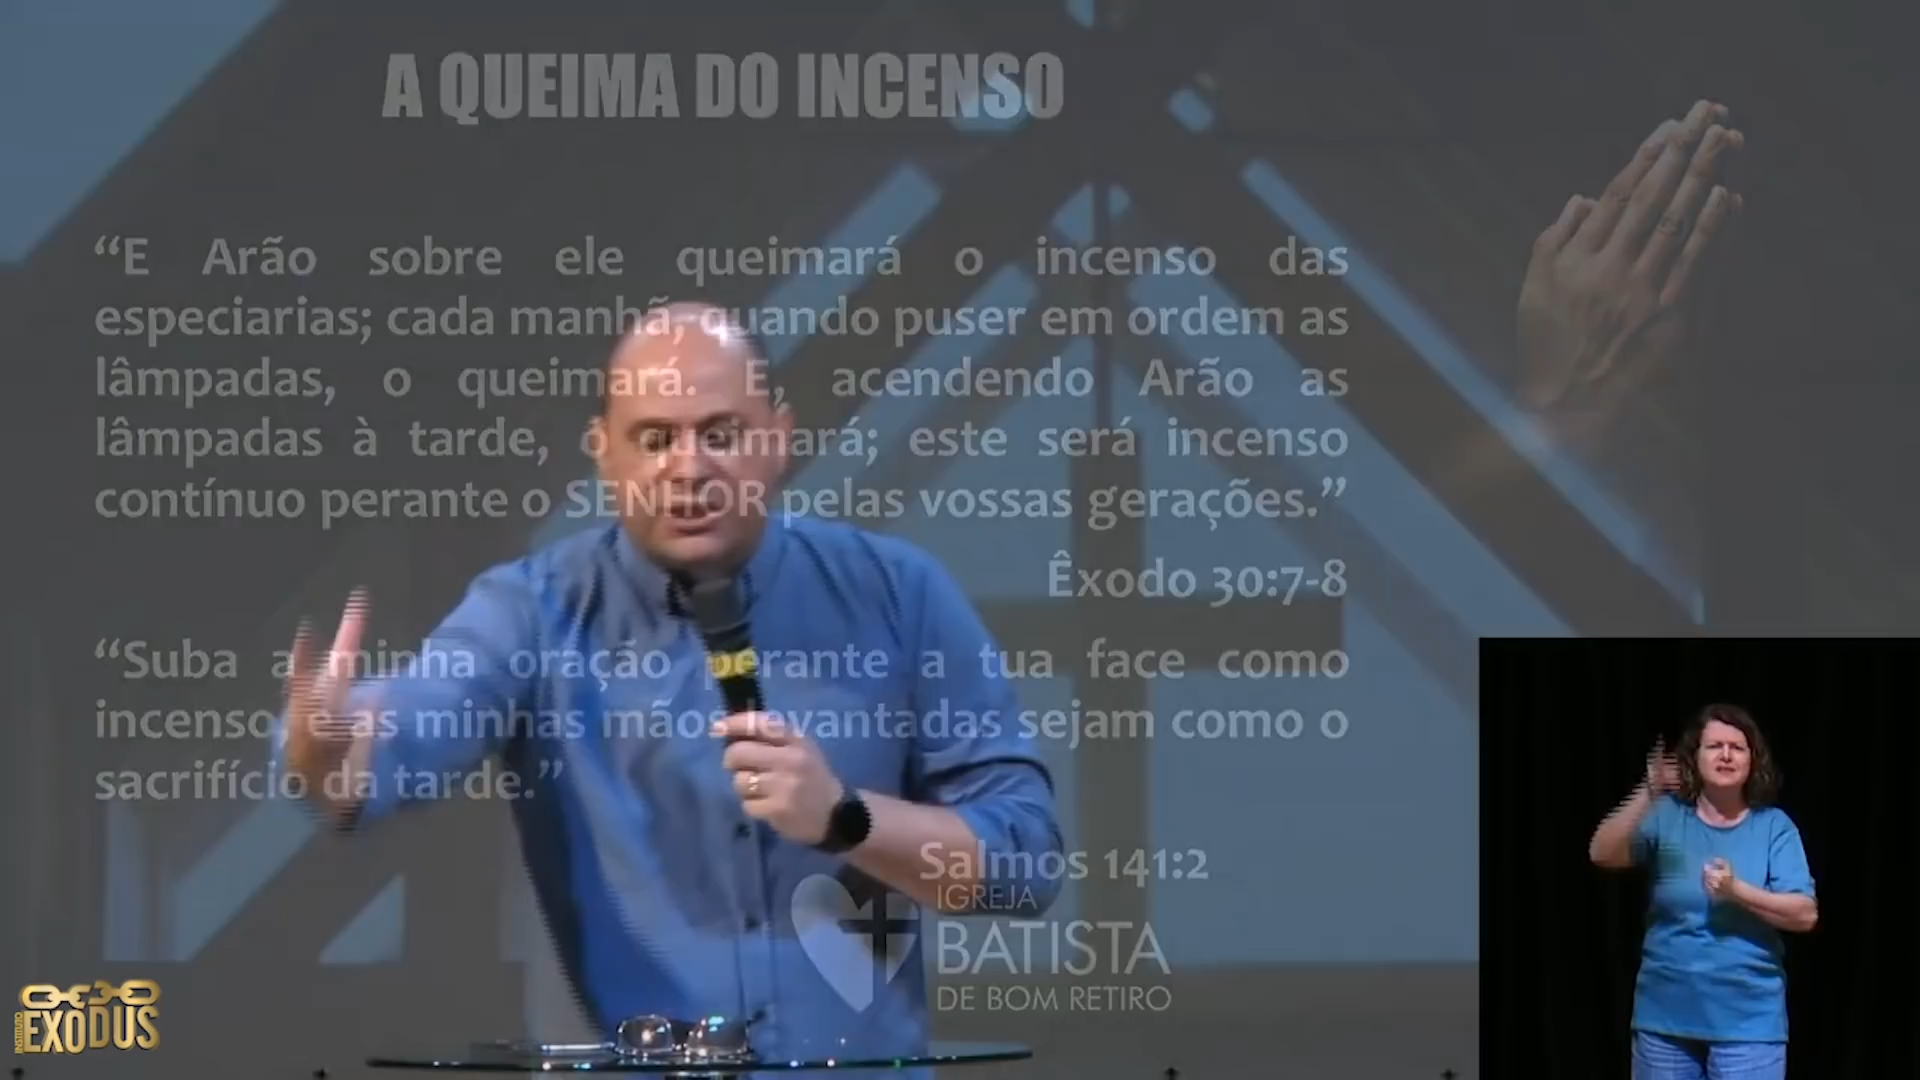 A QUEIMA DO INCENSO
“E Arão sobre ele queimará o incenso das
especiarias; cada manhã, quando puser em ordem as
lâmpadas, o queimará. E, acendendo Arão as
lâmpadas à tarde, o queimará; este será incenso
contínuo perante o SENHOR pelas vossas gerações.”
Êxodo 30:7-8
“Suba a minha oração perante a tua face como
incenso, e as minhas mãos levantadas sejam como o
sacrifício da tarde.”
Salmos 141:2
IGREJA
BATISTA
DE BOM RETIRO
INSTITUTO
EXODUS